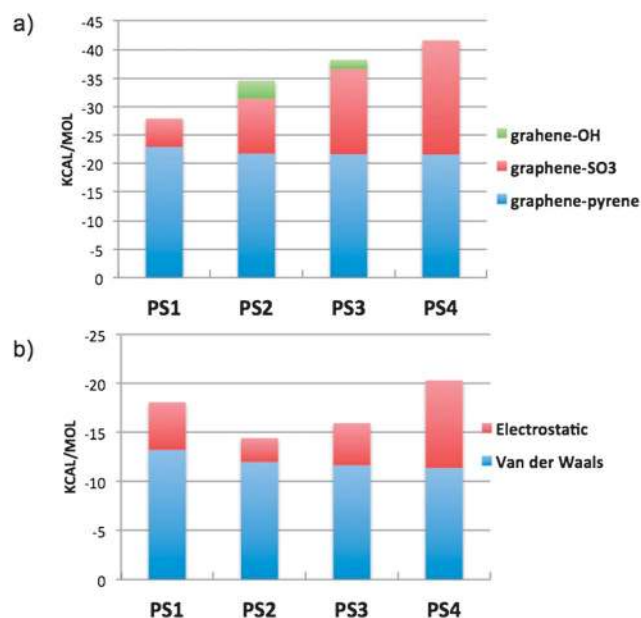 a)
-45
-40
-35
-30
-25
-20
-15
-10
-5
0
KCAL/MOL
PS1 PS2 PS3 PS4
grahene-OH
graphene-SO3
graphene-pyrene
b)
-25
-20
-15
-10
-5
0
KCAL/MOL
PS1 PS2 PS3 PS4
Electrostatic
Van der Waals